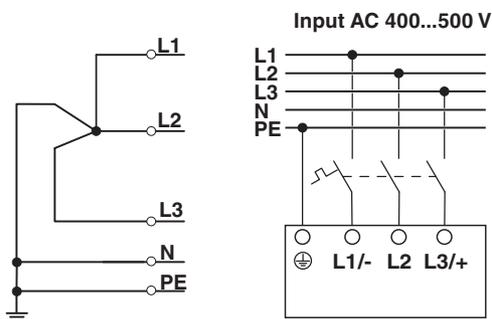 Input AC 400...500 V
L1
L2
L3
N
PE
L1
L2
L3
N
PE
L1/- L2 L3/+